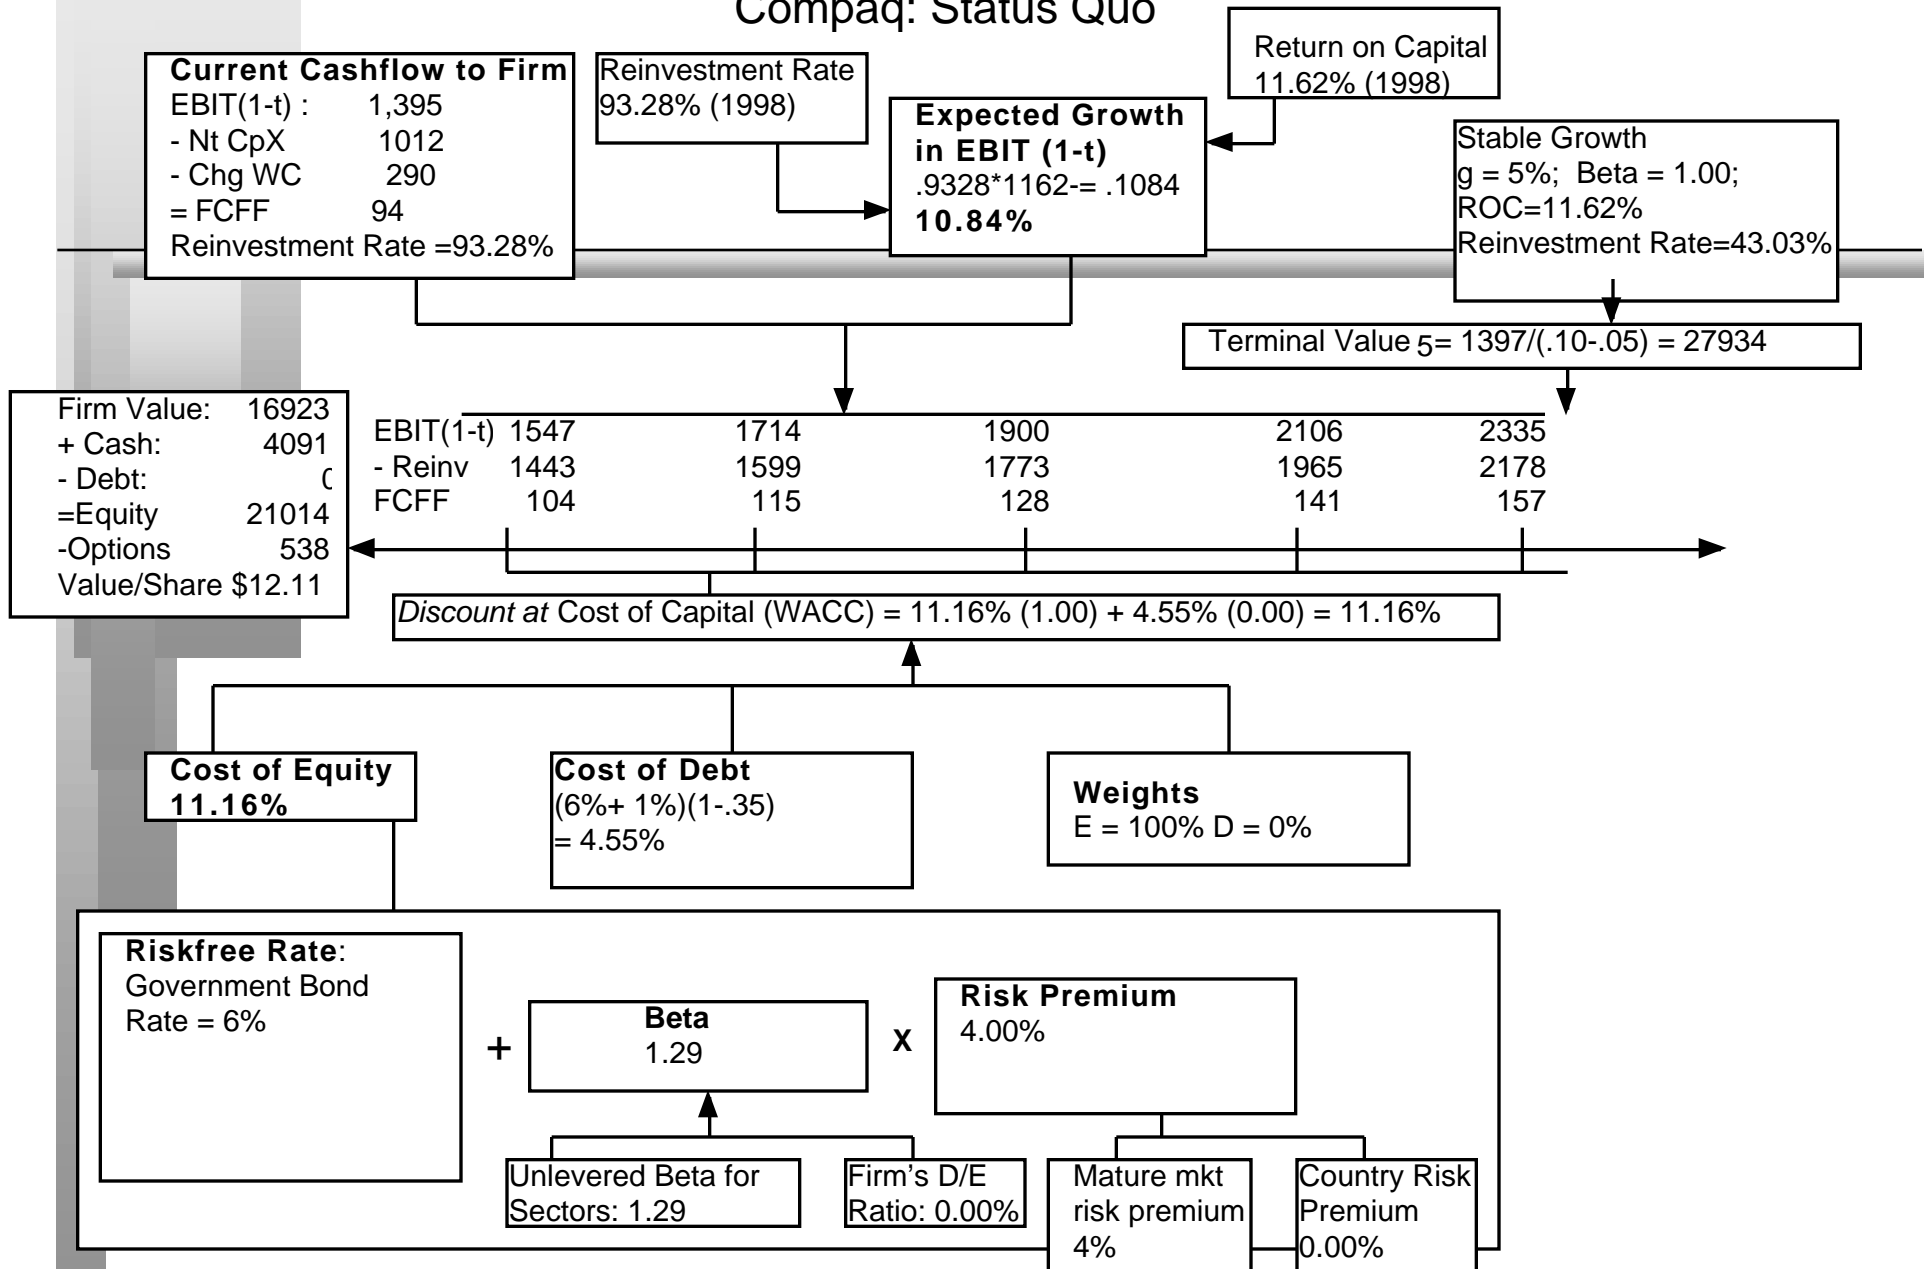 Compaq: Status Quo
Current Cashflow to Firm
EBIT(1-t) : 1,395
- Nt CpX 1012
- Chg WC 290
= FCFF 94
Reinvestment Rate =93.28%
Reinvestment Rate
93.28% (1998)
Expected Growth
in EBIT (1-t)
.9328*1162-= .1084
10.84%
Return on Capital
11.62% (1998)
Stable Growth
g = 5%; Beta = 1.00;
ROC=11.62%
Reinvestment Rate=43.03%
Terminal Value 5= 1397/(.10-.05) = 27934
Firm Value: 16923
+ Cash: 4091
- Debt: 0
=Equity 21014
-Options 538
Value/Share $12.11
EBIT(1-t) 1547 1714 1900 2106 2335
- Reinv 1443 1599 1773 1965 2178
FCFF 104 115 128 141 157
Discount at Cost of Capital (WACC) = 11.16% (1.00) + 4.55% (0.00) = 11.16%
Cost of Equity
11.16%
Cost of Debt
(6%+ 1%)(1-.35)
= 4.55%
Weights
E = 100% D = 0%
Riskfree Rate:
Government Bond
Rate = 6%
+
Beta
1.29
X
Risk Premium
4.00%
Unlevered Beta for
Sectors: 1.29
Firm's D/E
Ratio: 0.00%
Mature mkt
risk premium
4%
Country Risk
Premium
0.00%